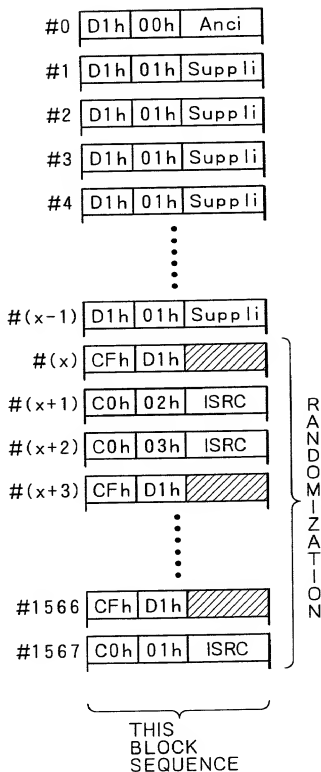 #0 D1h 00h Anci
#1 D1h 01h Suppli
#2 D1h 01h Suppli
#3 D1h 01h Suppli
#4 D1h 01h Suppli
#(x-1) D1h 01h Suppli
#(x) CFh D1h
#(x+1) C0h 02h ISRC
#(x+2) C0h 03h ISRC
#(x+3) CFh D1h
#1566 CFh D1h
#1567 C0h 01h ISRC
RANDOMIZATION
THIS
BLOCK
SEQUENCE